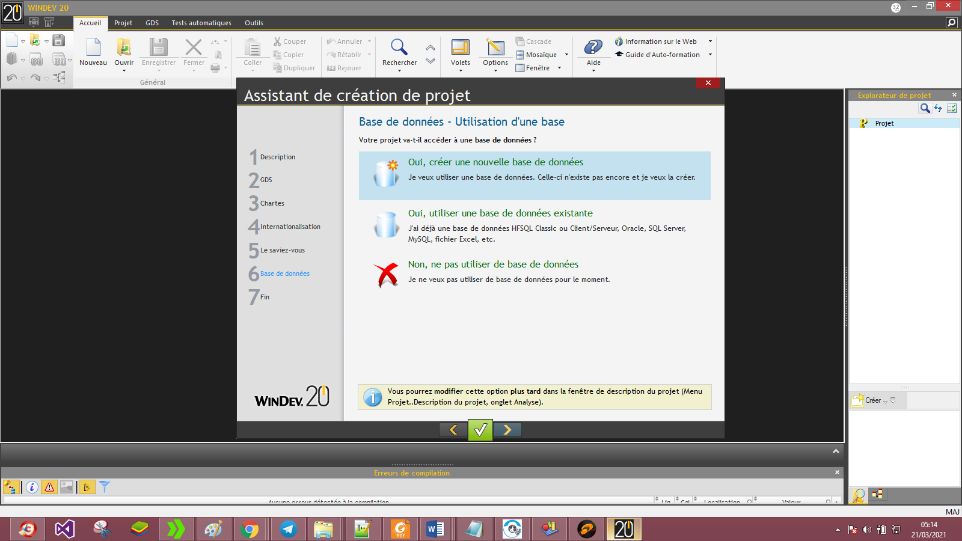 WINDEV 20
20
Accueil Projet GDS Tests automatiques Outils
Nouveau
Ouvrir
Enregistrer
Fermer
Général
Coller
Couper
Copier
Dupliquer
Annuler
Rétablir
Rejouer
Rechercher
Volets
Options
Cascade
Mosaïque
Fenêtre
Aide
Information sur le Web
Guide d'Auto-formation
Assistant de création de projet
1 Description
2 GDS
3 Chartes
4 Internationalisation
5 Le saviez-vous
6 Base de données
7 Fin
WINDEV. 20
Base de données - Utilisation d'une base
Votre projet va-t-il accéder à une base de données ?
Oui, créer une nouvelle base de données
Je veux utiliser une base de données. Celle-ci n'existe pas encore et je veux la créer.
Oui, utiliser une base de données existante
J'ai déjà une base de données HFSQL Classic ou Client/Serveur, Oracle, SQL Server,
MySQL, fichier Excel, etc.
Non, ne pas utiliser de base de données
Je ne veux pas utiliser de base de données pour le moment.
Vous pourrez modifier cette option plus tard dans la fenêtre de description du projet (Menu
Projet..Description du projet, onglet Analyse).
Explorateur de projet
Projet
Créer
Erreurs de compilation
Aucune erreur détectée à la compilation
MAJ
20
05:14
21/03/2021